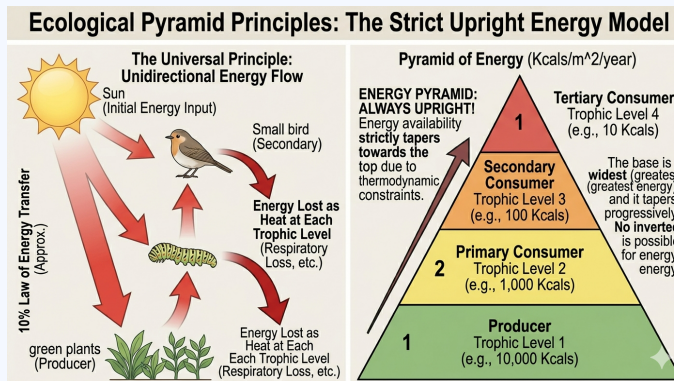 Ecological Pyramid Principles: The Strict Upright Energy Model
The Universal Principle:
Unidirectional Energy Flow
Sun
(Initial Energy Input)
Small bird
(Secondary)
Energy Lost as
Heat at Each
Trophic Level
(Respiratory
Loss, etc.)
10% Law of Energy Transfer
(Approx.)
green plants
(Producer)
Energy Lost as
Heat at Each
Each Trophic Level
(Respiratory Loss, etc.)
Pyramid of Energy (Kcals/m^2/year)
ENERGY PYRAMID:
ALWAYS UPRIGHT!
Energy availability
strictly tapers
towards the
top due to
thermodynamic
constraints.
1
Tertiary Consumer
Trophic Level 4
(e.g., 10 Kcals)
Secondary
Consumer
Trophic Level 3
(e.g., 100 Kcals)
The base is
widest (greates
(greatest energy)
and it tapers
progressively
No inverted
is possible
for energy
energy
2
Primary Consumer
Trophic Level 2
(e.g., 1,000 Kcals)
1
Producer
Trophic Level 1
(e.g., 10,000 Kcals)